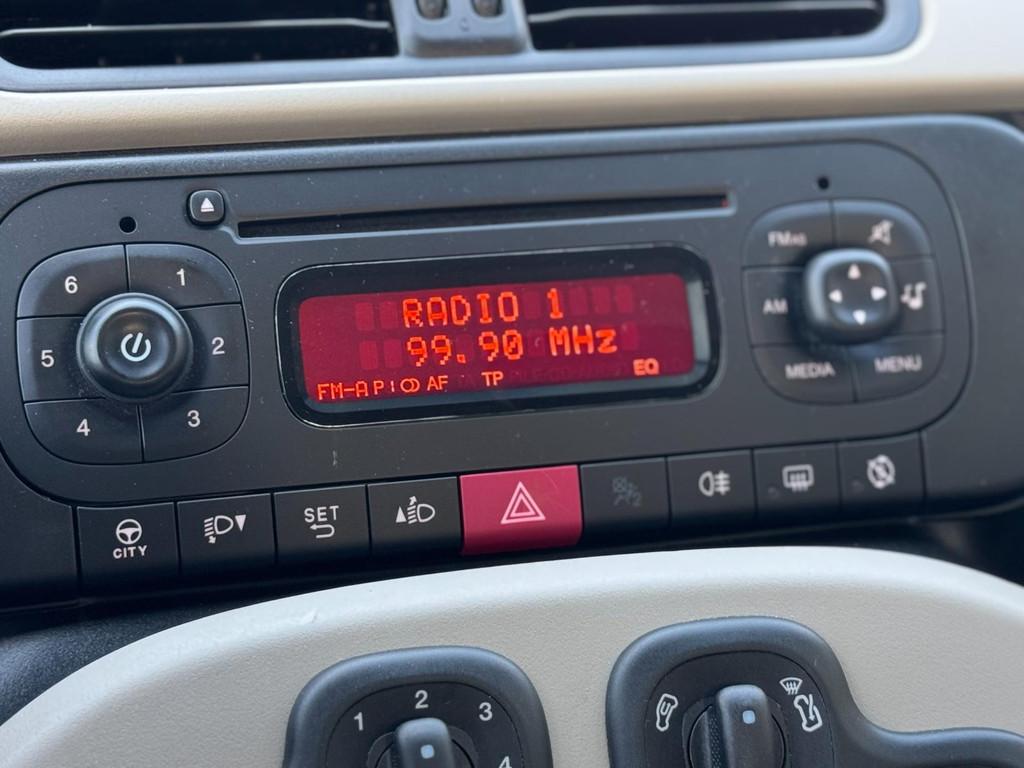 6 1
5 2
4 3
RADIO 1
99.90 MHz
FM-A P AF TP EQ
FMAS
AM
MEDIA MENU
CITY
SET
1 2 3 4